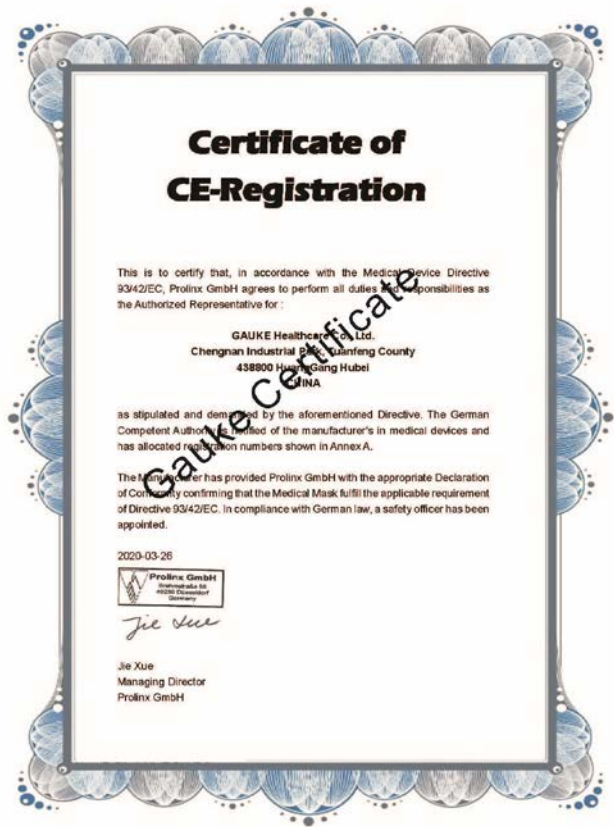 Certificate of
CE-Registration
This is to certify that, in accordance with the Medical Device Directive
93/42/EC, Prolinx GmbH agrees to perform all duties and responsibilities as
the Authorized Representative for :
GAUKE Healthcare Co., Ltd.
Chengnan Industrial Park, Tuanfeng County
438800 HuangGang Hubei
CHINA
as stipulated and demanded by the aforementioned Directive. The German
Competent Authority is notified of the manufacturer's in medical devices and
has allocated registration numbers shown in Annex A.
The Manufacturer has provided Prolinx GmbH with the appropriate Declaration
of Conformity confirming that the Medical Mask fulfill the applicable requirement
of Directive 93/42/EC. In compliance with German law, a safety officer has been
appointed.
Gauke Certificate
2020-03-26
Prolinx GmbH
40250 Düsseldorf
Germany
Jie Xue
Jie Xue
Managing Director
Prolinx GmbH